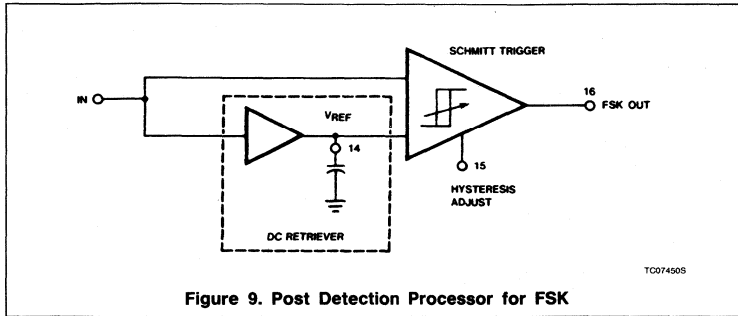 SCHMITT TRIGGER
IN
VREF
14
16
FSK OUT
15
HYSTERESIS
ADJUST
DC RETRIEVER
TC07450S
Figure 9. Post Detection Processor for FSK